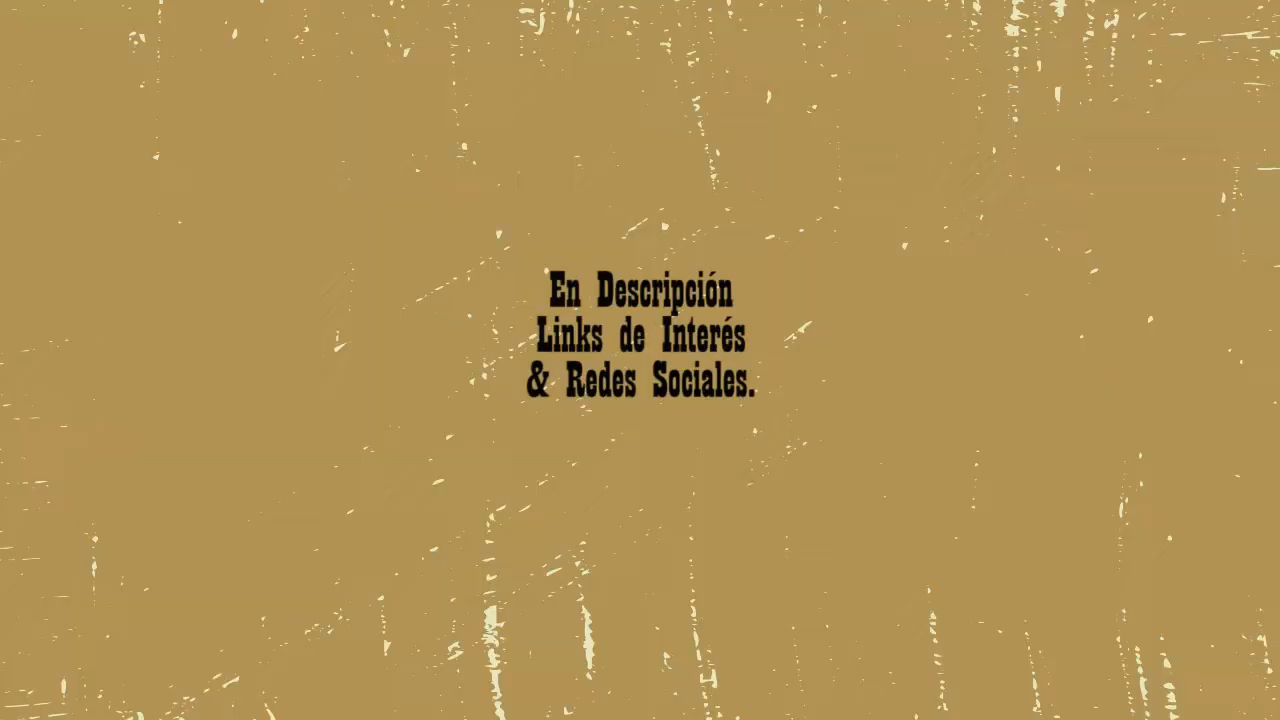 En Descripción
Links de Interés
& Redes Sociales.